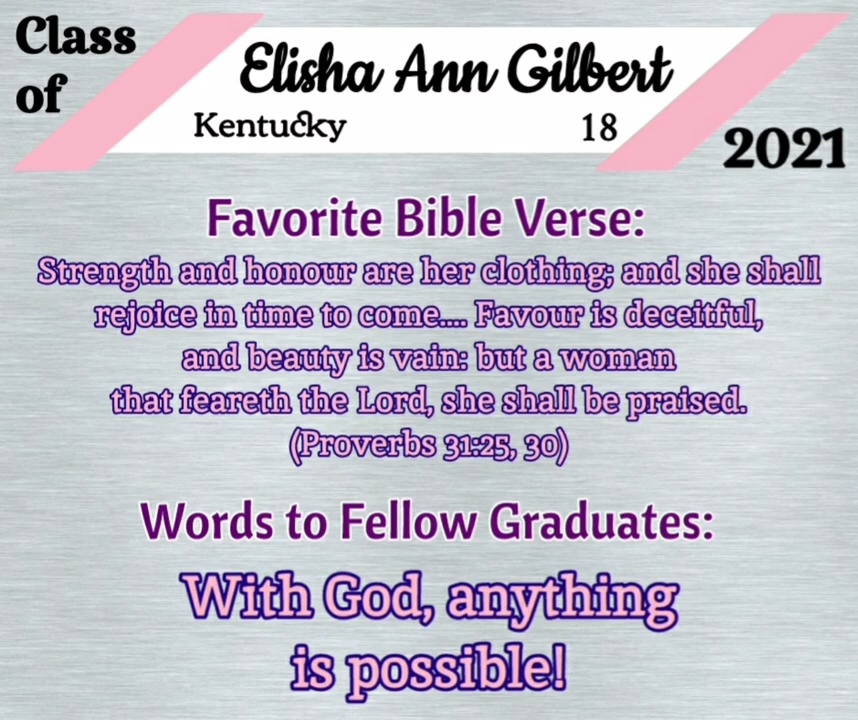 Class
of
Elisha Ann Gilbert
Kentucky 18
2021
Favorite Bible Verse:
Strength and honour are her clothing; and she shall
rejoice in time to come.... Favour is deceitful,
and beauty is vain: but a woman
that feareth the Lord, she shall be praised.
(Proverbs 31:25, 30)
Words to Fellow Graduates:
With God, anything
is possible!